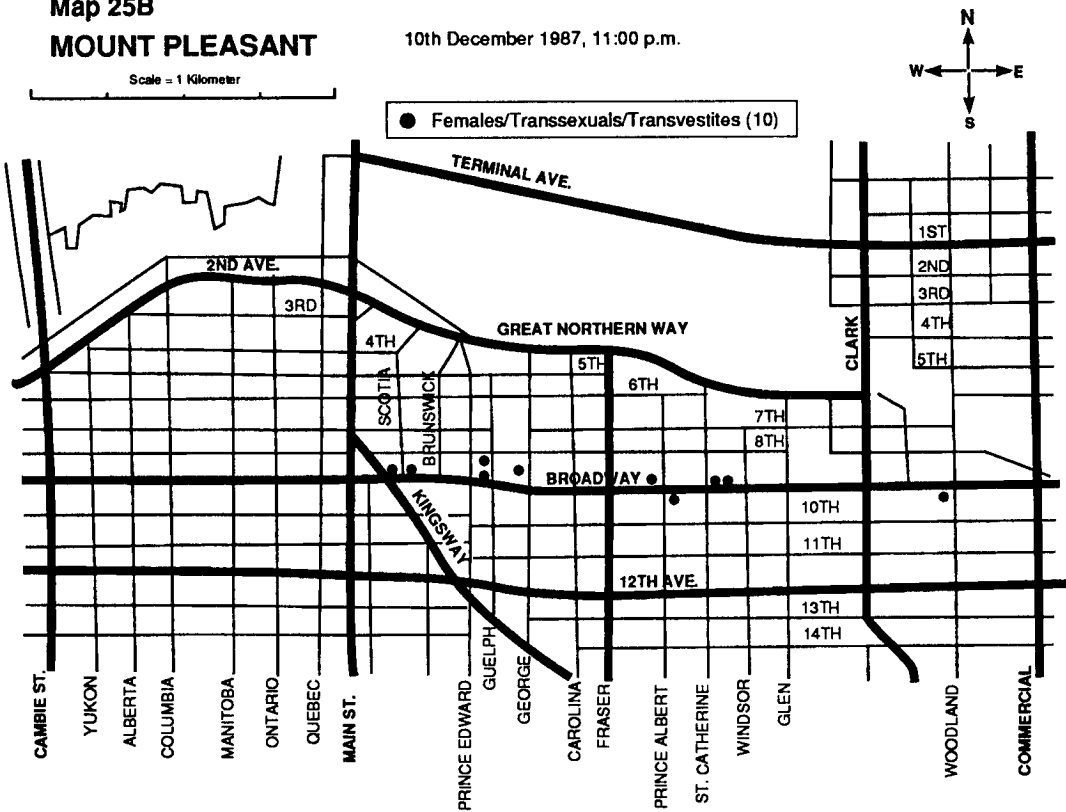 Map 25B
MOUNT PLEASANT
10th December 1987, 11:00 p.m.
Scale = 1 Kilometer
N
W E
S
Females/Transsexuals/Transvestites (10)
TERMINAL AVE.
1ST
2ND AVE.
2ND
3RD
3RD
4TH
GREAT NORTHERN WAY
4TH
CLARK
5TH
5TH
6TH
SCOTIA
BRUNSWICK
7TH
8TH
BROADWAY
KINGSWAY
10TH
11TH
12TH AVE.
13TH
14TH
CAMBIE ST.
YUKON
ALBERTA
COLUMBIA
MANITOBA
ONTARIO
QUEBEC
MAIN ST.
PRINCE EDWARD
GUELPH
GEORGE
CAROLINA
FRASER
PRINCE ALBERT
ST. CATHERINE
WINDSOR
GLEN
WOODLAND
COMMERCIAL